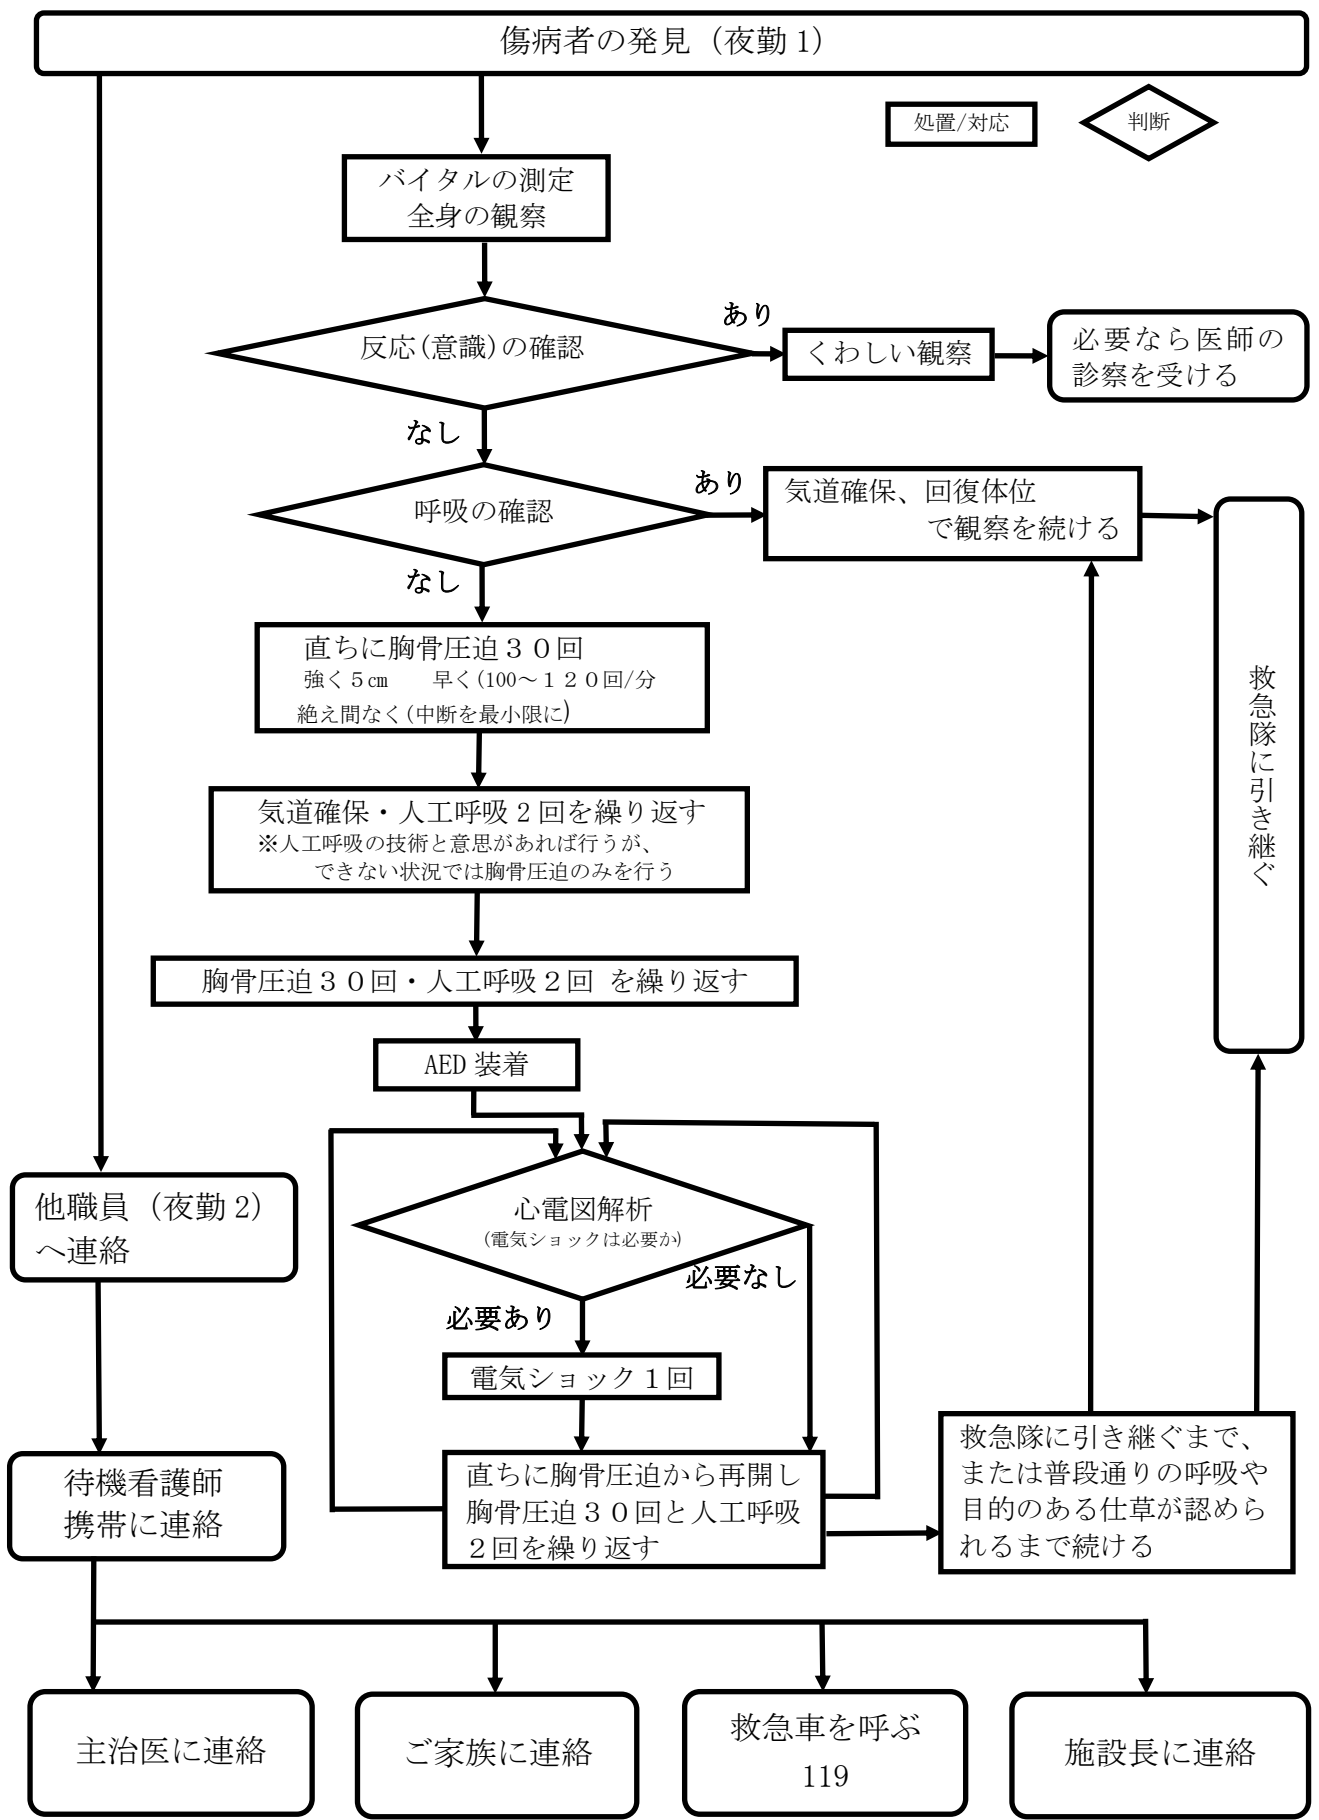 傷病者の発見（夜勤1）
処置/対応
判断
バイタルの測定
全身の観察
反応(意識)の確認
あり
くわしい観察
必要なら医師の
診察を受ける
なし
呼吸の確認
あり
気道確保、回復体位
で観察を続ける
なし
直ちに胸骨圧迫３０回
強く５㎝　早く(100～１２０回/分
絶え間なく(中断を最小限に)
気道確保・人工呼吸２回を繰り返す
※人工呼吸の技術と意思があれば行うが、
できない状況では胸骨圧迫のみを行う
胸骨圧迫３０回・人工呼吸２回 を繰り返す
AED 装着
心電図解析
(電気ショックは必要か)
必要なし
必要あり
電気ショック１回
直ちに胸骨圧迫から再開し
胸骨圧迫３０回と人工呼吸
２回を繰り返す
救急隊に引き継ぐまで、
または普段通りの呼吸や
目的のある仕草が認めら
れるまで続ける
救急隊に引き継ぐ
他職員（夜勤2）
へ連絡
待機看護師
携帯に連絡
主治医に連絡
ご家族に連絡
救急車を呼ぶ
119
施設長に連絡